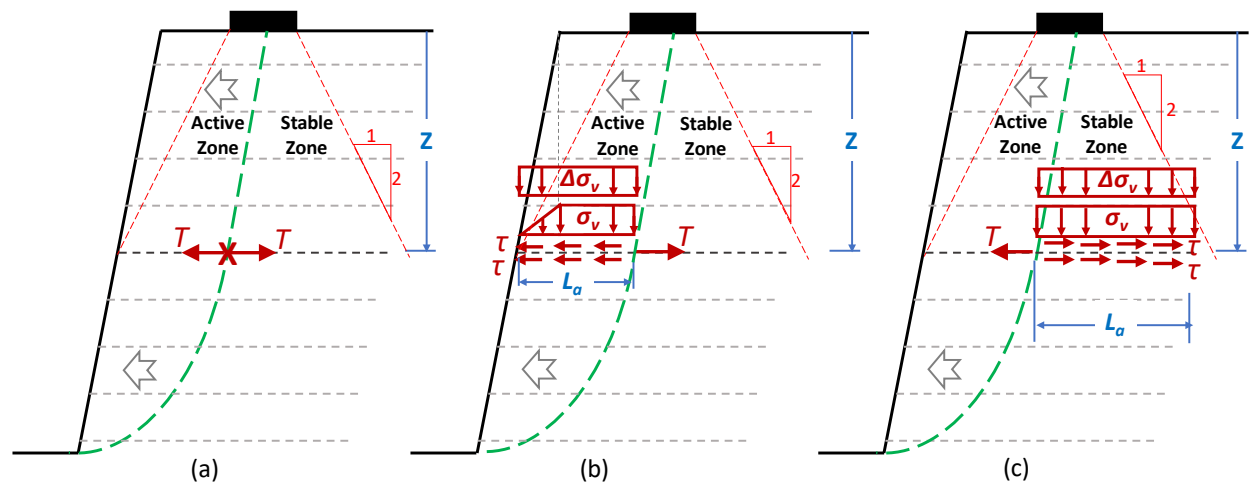 1
2
Z
Active
Zone
Stable
Zone
T
X
T
(a)
1
2
Z
Active
Zone
Stable
Zone
Δσv
σv
τ
τ
T
La
(b)
1
2
Z
Active
Zone
Stable
Zone
Δσv
σv
T
τ
τ
La
(c)